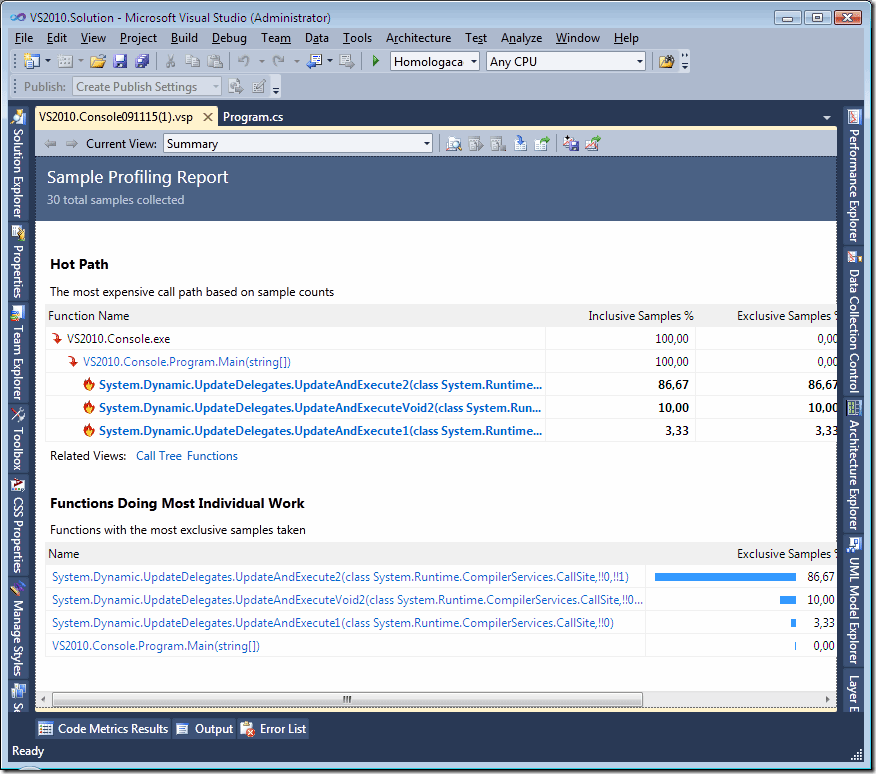 VS2010.Solution - Microsoft Visual Studio (Administrator)
File Edit View Project Build Debug Team Data Tools Architecture Test Analyze Window Help
Homologaca Any CPU
Publish: Create Publish Settings
VS2010.Console091115(1).vsp Program.cs
Current View: Summary
Sample Profiling Report
30 total samples collected
Hot Path
The most expensive call path based on sample counts
Function Name Inclusive Samples % Exclusive Samples %
VS2010.Console.exe 100,00 0,00
VS2010.Console.Program.Main(string[]) 100,00 0,00
System.Dynamic.UpdateDelegates.UpdateAndExecute2(class System.Runtime... 86,67 86,67
System.Dynamic.UpdateDelegates.UpdateAndExecuteVoid2(class System.Run... 10,00 10,00
System.Dynamic.UpdateDelegates.UpdateAndExecute1(class System.Runtime... 3,33 3,33
Related Views: Call Tree Functions
Functions Doing Most Individual Work
Functions with the most exclusive samples taken
Name Exclusive Samples %
System.Dynamic.UpdateDelegates.UpdateAndExecute2(class System.Runtime.CompilerServices.CallSite,!!0,!!1) 86,67
System.Dynamic.UpdateDelegates.UpdateAndExecuteVoid2(class System.Runtime.CompilerServices.CallSite,!!0... 10,00
System.Dynamic.UpdateDelegates.UpdateAndExecute1(class System.Runtime.CompilerServices.CallSite,!!0) 3,33
VS2010.Console.Program.Main(string[]) 0,00
Solution Explorer
Properties
Team Explorer
Toolbox
CSS Properties
Manage Styles
Performance Explorer
Data Collection Control
Architecture Explorer
UML Model Explorer
Layer E
Code Metrics Results Output Error List
Ready